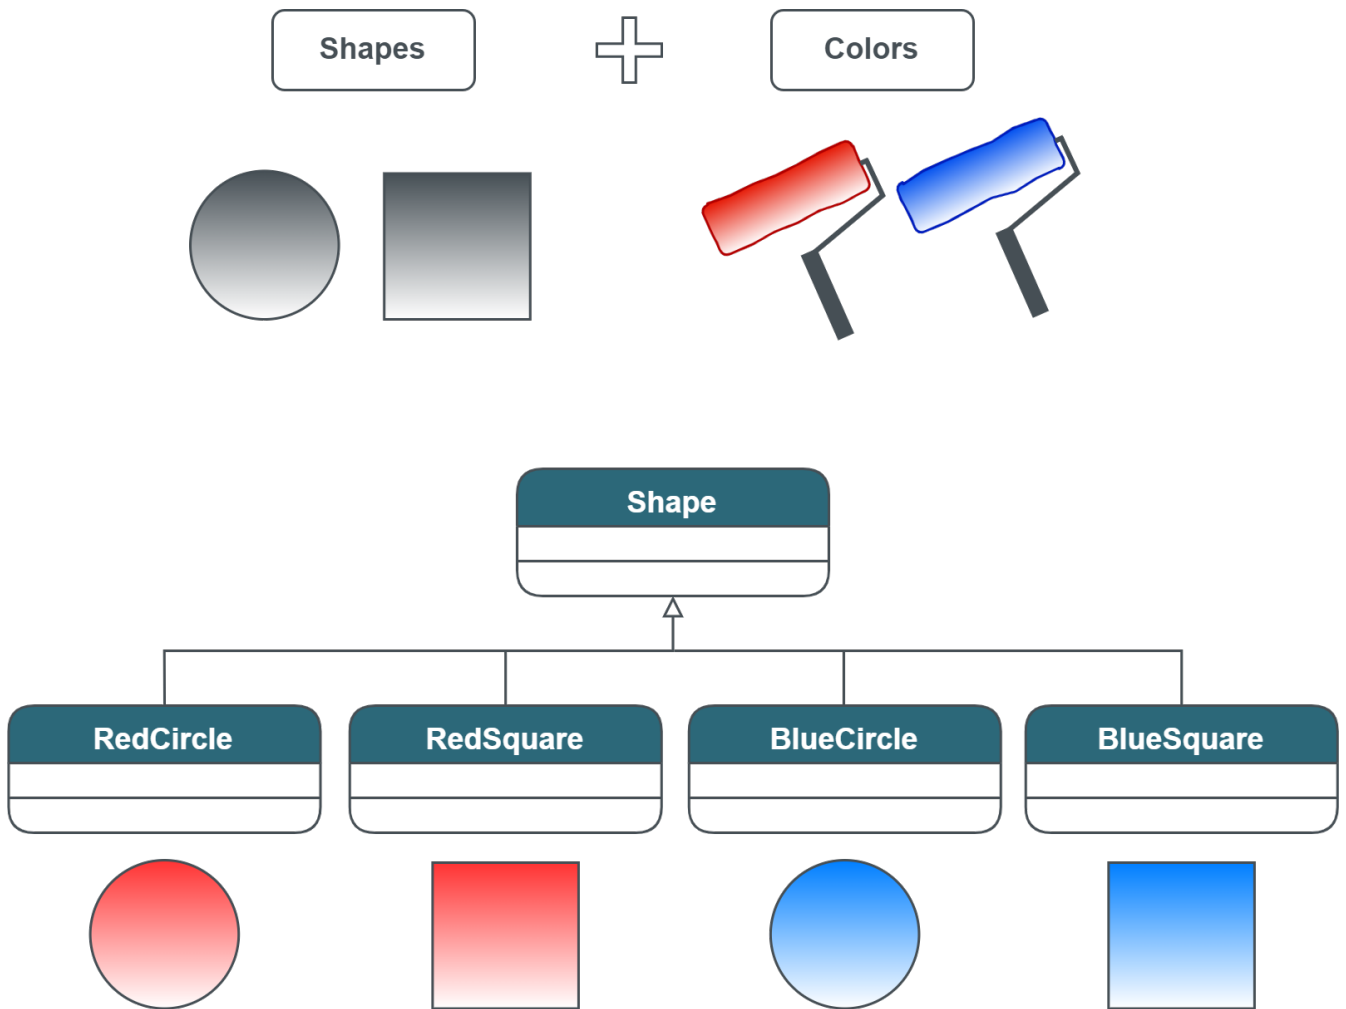 Shapes
Colors
Shape
RedCircle
RedSquare
BlueCircle
BlueSquare